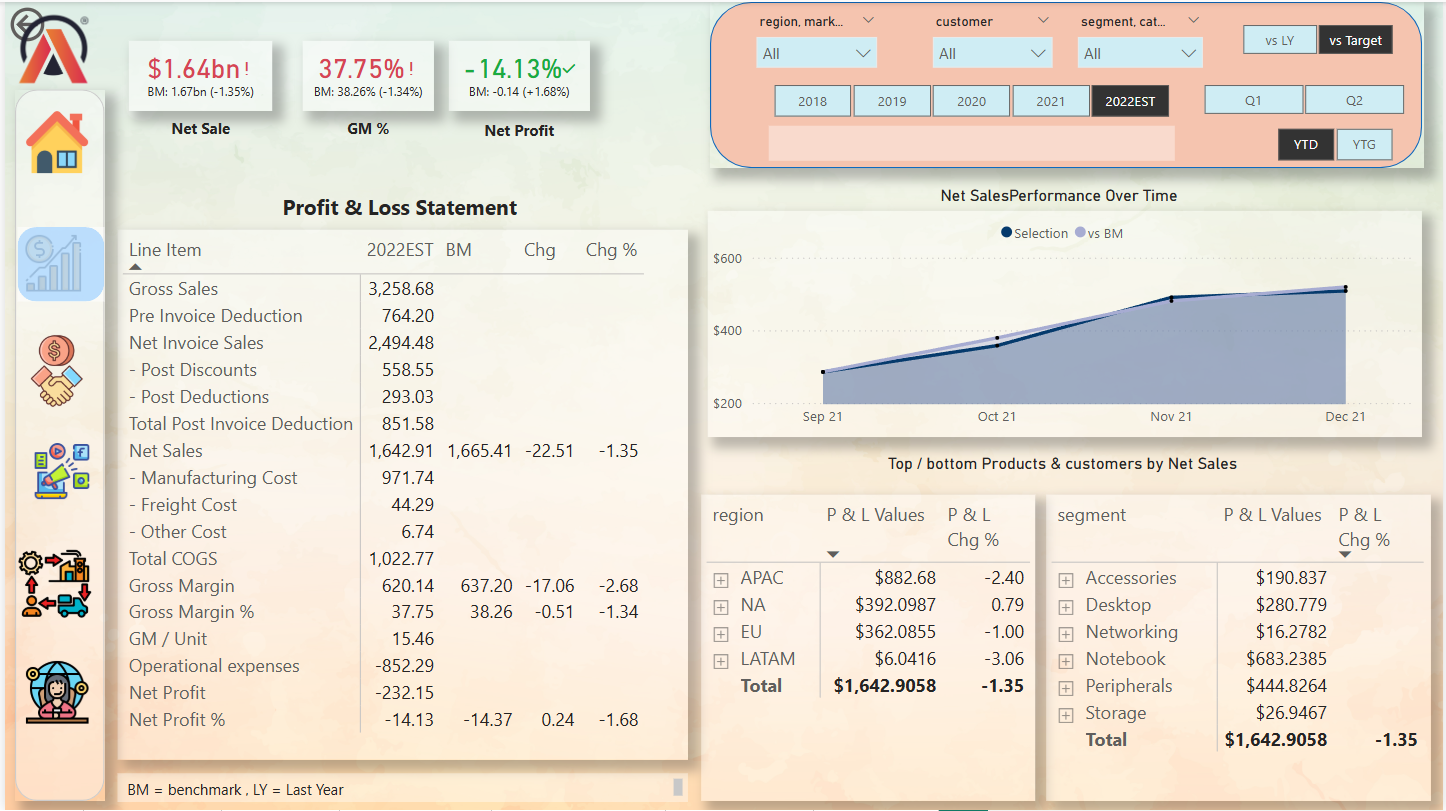 ®
$1.64bn!
BM: 1.67bn (-1.35%)
Net Sale
37.75%!
BM: 38.26% (-1.34%)
GM %
-14.13%
BM: -0.14 (+1.68%)
Net Profit
region, mark...
All
customer
All
segment, cat...
All
vs LY
vs Target
2018
2019
2020
2021
2022EST
Q1
Q2
YTD
YTG
Profit & Loss Statement
Line Item 2022EST BM Chg Chg %
Gross Sales 3,258.68
Pre Invoice Deduction 764.20
Net Invoice Sales 2,494.48
- Post Discounts 558.55
- Post Deductions 293.03
Total Post Invoice Deduction 851.58
Net Sales 1,642.91 1,665.41 -22.51 -1.35
- Manufacturing Cost 971.74
- Freight Cost 44.29
- Other Cost 6.74
Total COGS 1,022.77
Gross Margin 620.14 637.20 -17.06 -2.68
Gross Margin % 37.75 38.26 -0.51 -1.34
GM / Unit 15.46
Operational expenses -852.29
Net Profit -232.15
Net Profit % -14.13 -14.37 0.24 -1.68
BM = benchmark , LY = Last Year
Net SalesPerformance Over Time
Selection vs BM
$600
$400
$200
Sep 21 Oct 21 Nov 21 Dec 21
Top / bottom Products & customers by Net Sales
region P & L Values P & L
Chg %
APAC $882.68 -2.40
NA $392.0987 0.79
EU $362.0855 -1.00
LATAM $6.0416 -3.06
Total $1,642.9058 -1.35
segment P & L Values P & L
Chg %
Accessories $190.837
Desktop $280.779
Networking $16.2782
Notebook $683.2385
Peripherals $444.8264
Storage $26.9467
Total $1,642.9058 -1.35